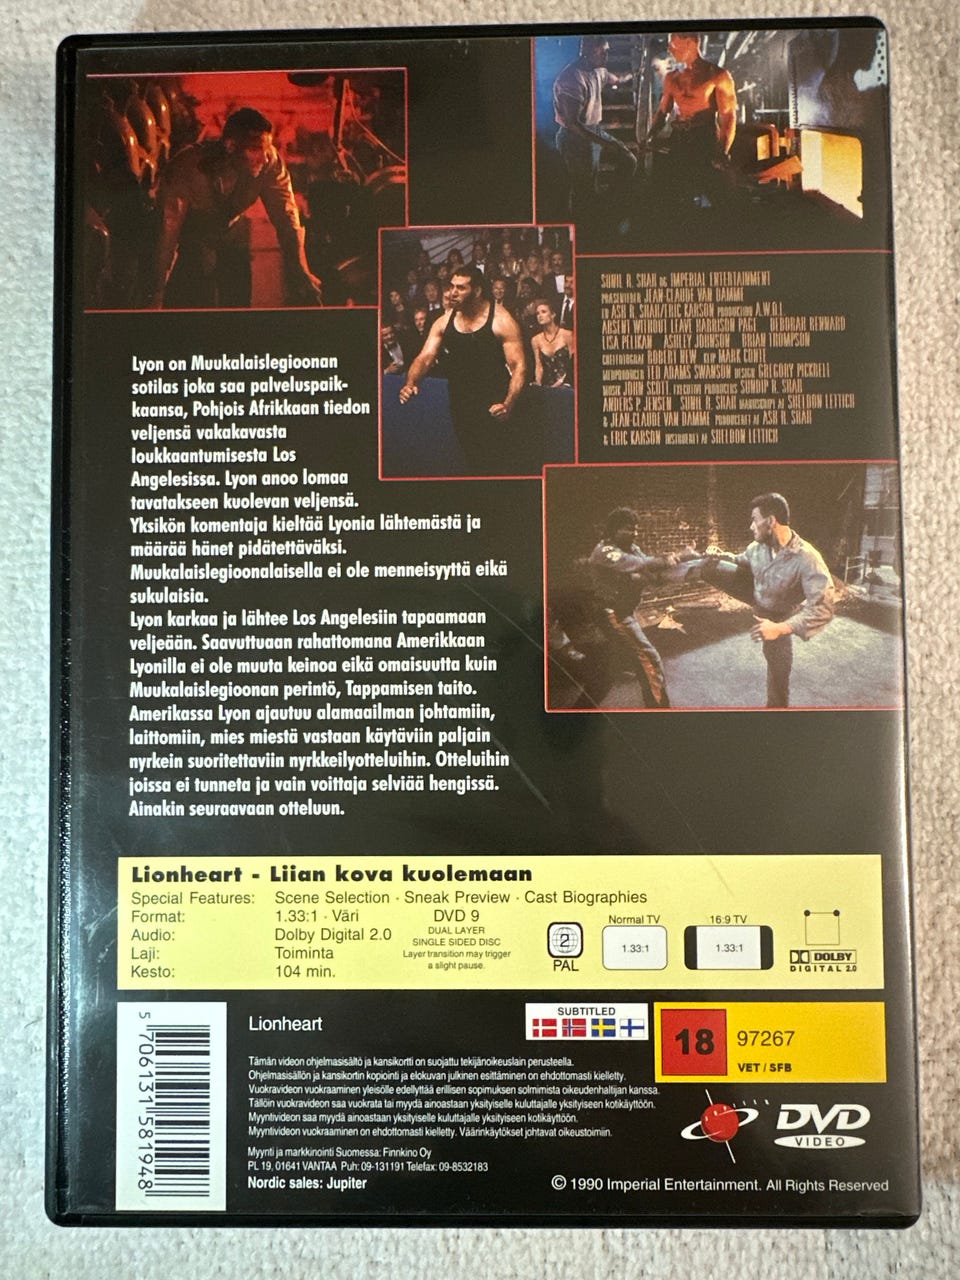 SUNIL R. SHAH og IMPERIAL ENTERTAINMENT
PRÆSENTERER JEAN-CLAUDE VAN DAMME
EN ASH R. SHAH/ERIC KARSON PRODUCTION A.W.O.L.
ABSENT WITHOUT LEAVE HARRISON PAGE DEBORAH RENNARD
LISA PELIKAN ASHLEY JOHNSON BRIAN THOMPSON
CHEFFOTOGRAF ROBERT NEW KLIP MARK CONTE
MEDPRODUCER TED ADAMS SWANSON DESIGN GREGORY PICKRELL
MUSIK JOHN SCOTT EXECUTIVE PRODUCERS SUNDIP R. SHAH
ANDERS P. JENSEN SUNIL R. SHAH MANUSCRIPT AF SHELDON LETTICH
& JEAN-CLAUDE VAN DAMME PRODUCERET AF ASH R. SHAH
& ERIC KARSON INSTRUERET AF SHELDON LETTICH
Lyon on Muukalaislegioonan
sotilas joka saa palveluspaik-
kaansa, Pohjois Afrikkaan tiedon
veljensä vakakavasta
loukkaantumisesta Los
Angelesissa. Lyon anoo lomaa
tavatakseen kuolevan veljensä.
Yksikön komentaja kieltää Lyonia lähtemästä ja
määrää hänet pidätettäväksi.
Muukalaislegioonalaisella ei ole menneisyyttä eikä
sukulaisia.
Lyon karkaa ja lähtee Los Angelesiin tapaamaan
veljeään. Saavuttuaan rahattomana Amerikkaan
Lyonilla ei ole muuta keinoa eikä omaisuutta kuin
Muukalaislegioonan perintö, Tappamisen taito.
Amerikassa Lyon ajautuu alamaailman johtamiin,
laittomiin, mies miestä vastaan käytäviin paljain
nyrkein suoritettaviin nyrkkeilyotteluihin. Otteluihin
joissa ei tunneta ja vain voittaja selviää hengissä.
Ainakin seuraavaan otteluun.
Lionheart - Liian kova kuolemaan
Special Features: Scene Selection · Sneak Preview · Cast Biographies
Format: 1.33:1 · Väri
Audio: Dolby Digital 2.0
Laji: Toiminta
Kesto: 104 min.
DVD 9
DUAL LAYER
SINGLE SIDED DISC
Layer transition may trigger
a slight pause.
2
PAL
Normal TV
1.33:1
16:9 TV
1.33:1
DOLBY
DIGITAL 2.0
5 706131 581948
Lionheart
SUBTITLED
18
97267
VET / SFB
Tämän videon ohjelmasisältö ja kansikortti on suojattu tekijänoikeuslain perusteella.
Ohjelmasisällön ja kansikortin kopiointi ja elokuvan julkinen esittäminen on ehdottomasti kielletty.
Vuokravideon vuokraaminen yleisölle edellyttää erillisen sopimuksen solmimista oikeudenhaltijan kanssa.
Tällöin vuokravideon saa vuokrata tai myydä ainoastaan yksityiselle kuluttajalle yksityiseen kotikäyttöön.
Myyntivideon saa myydä ainoastaan yksityiselle kuluttajalle yksityiseen kotikäyttöön.
Myyntivideon vuokraaminen on ehdottomasti kielletty. Väärinkäytökset johtavat oikeustoimiin.
Myynti ja markkinointi Suomessa: Finnkino Oy
PL 19, 01641 VANTAA Puh: 09-131191 Telefax: 09-8532183
Nordic sales: Jupiter
DVD
VIDEO
© 1990 Imperial Entertainment. All Rights Reserved